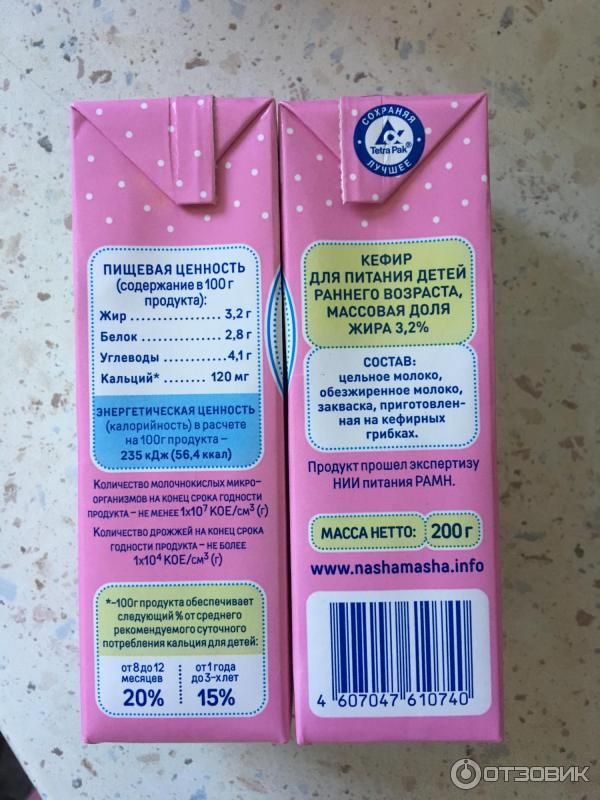 ПИЩЕВАЯ ЦЕННОСТЬ
(содержание в 100 г
продукта):
Жир ............... 3,2 г
Белок ............ 2,8 г
Углеводы ....... 4,1 г
Кальций* ....... 120 мг
ЭНЕРГЕТИЧЕСКАЯ ЦЕННОСТЬ
(калорийность) в расчете
на 100г продукта –
235 кДж (56,4 ккал)
Количество молочнокислых микро-
организмов на конец срока годности
продукта – не менее 1x10⁷ КОЕ/см³ (г)
Количество дрожжей на конец срока
годности продукта – не более
1x10⁴ КОЕ/см³ (г)
*–100г продукта обеспечивает
следующий % от среднего
рекомендуемого суточного
потребления кальция для детей:
от 8 до 12
месяцев
20%
от 1 года
до 3-х лет
15%
СОХРАНЯЯ
Tetra Pak®
ЛУЧШЕЕ
КЕФИР
ДЛЯ ПИТАНИЯ ДЕТЕЙ
РАННЕГО ВОЗРАСТА,
МАССОВАЯ ДОЛЯ
ЖИРА 3,2%
СОСТАВ:
цельное молоко,
обезжиренное молоко,
закваска, приготовлен-
ная на кефирных
грибках.
Продукт прошел экспертизу
НИИ питания РАМН.
МАССА НЕТТО: 200 г
www.nashamasha.info
4 607047 610740
ОТЗОВИК